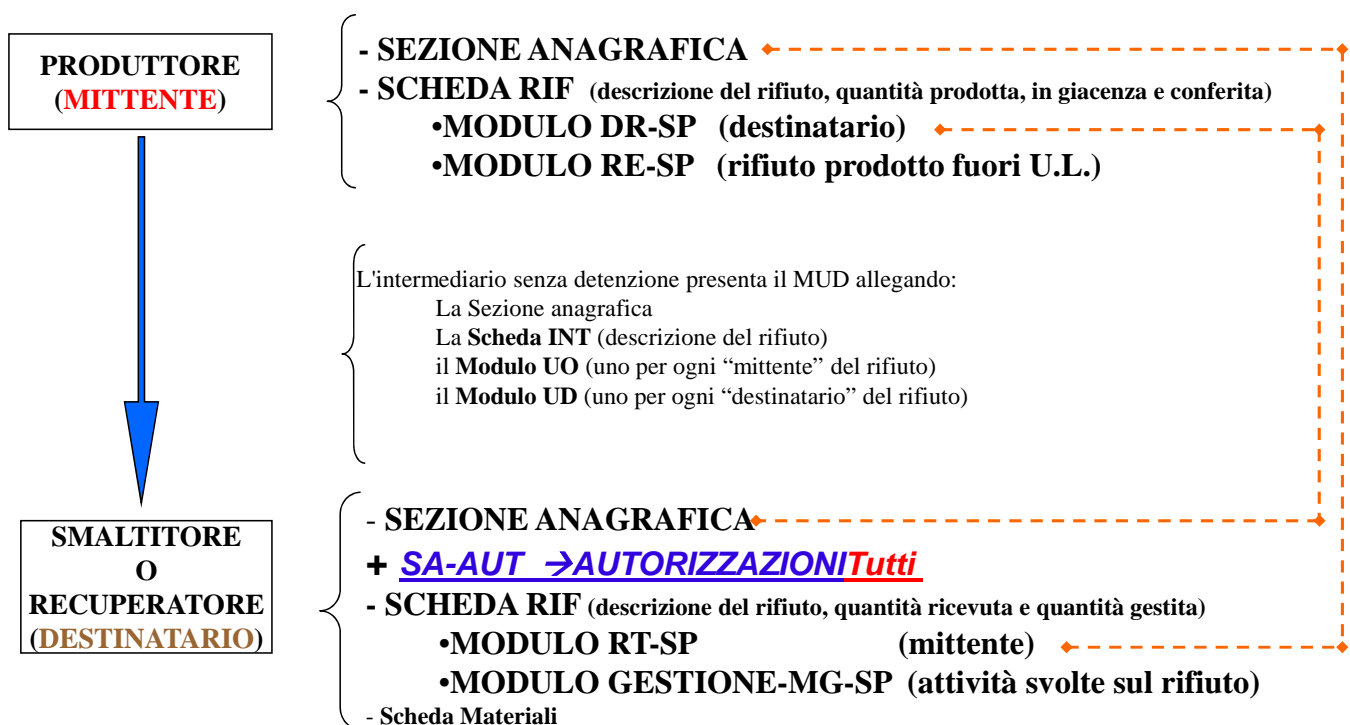 PRODUTTORE
(MITTENTE)
- SEZIONE ANAGRAFICA
- SCHEDA RIF (descrizione del rifiuto, quantità prodotta, in giacenza e conferita)
•MODULO DR-SP (destinatario)
•MODULO RE-SP (rifiuto prodotto fuori U.L.)
L'intermediario senza detenzione presenta il MUD allegando:
La Sezione anagrafica
La Scheda INT (descrizione del rifiuto)
il Modulo UO (uno per ogni “mittente” del rifiuto)
il Modulo UD (uno per ogni “destinatario” del rifiuto)
SMALTITORE
O
RECUPERATORE
(DESTINATARIO)
- SEZIONE ANAGRAFICA
+ SA-AUT →AUTORIZZAZIONITutti
- SCHEDA RIF (descrizione del rifiuto, quantità ricevuta e quantità gestita)
•MODULO RT-SP (mittente)
•MODULO GESTIONE-MG-SP (attività svolte sul rifiuto)
- Scheda Materiali